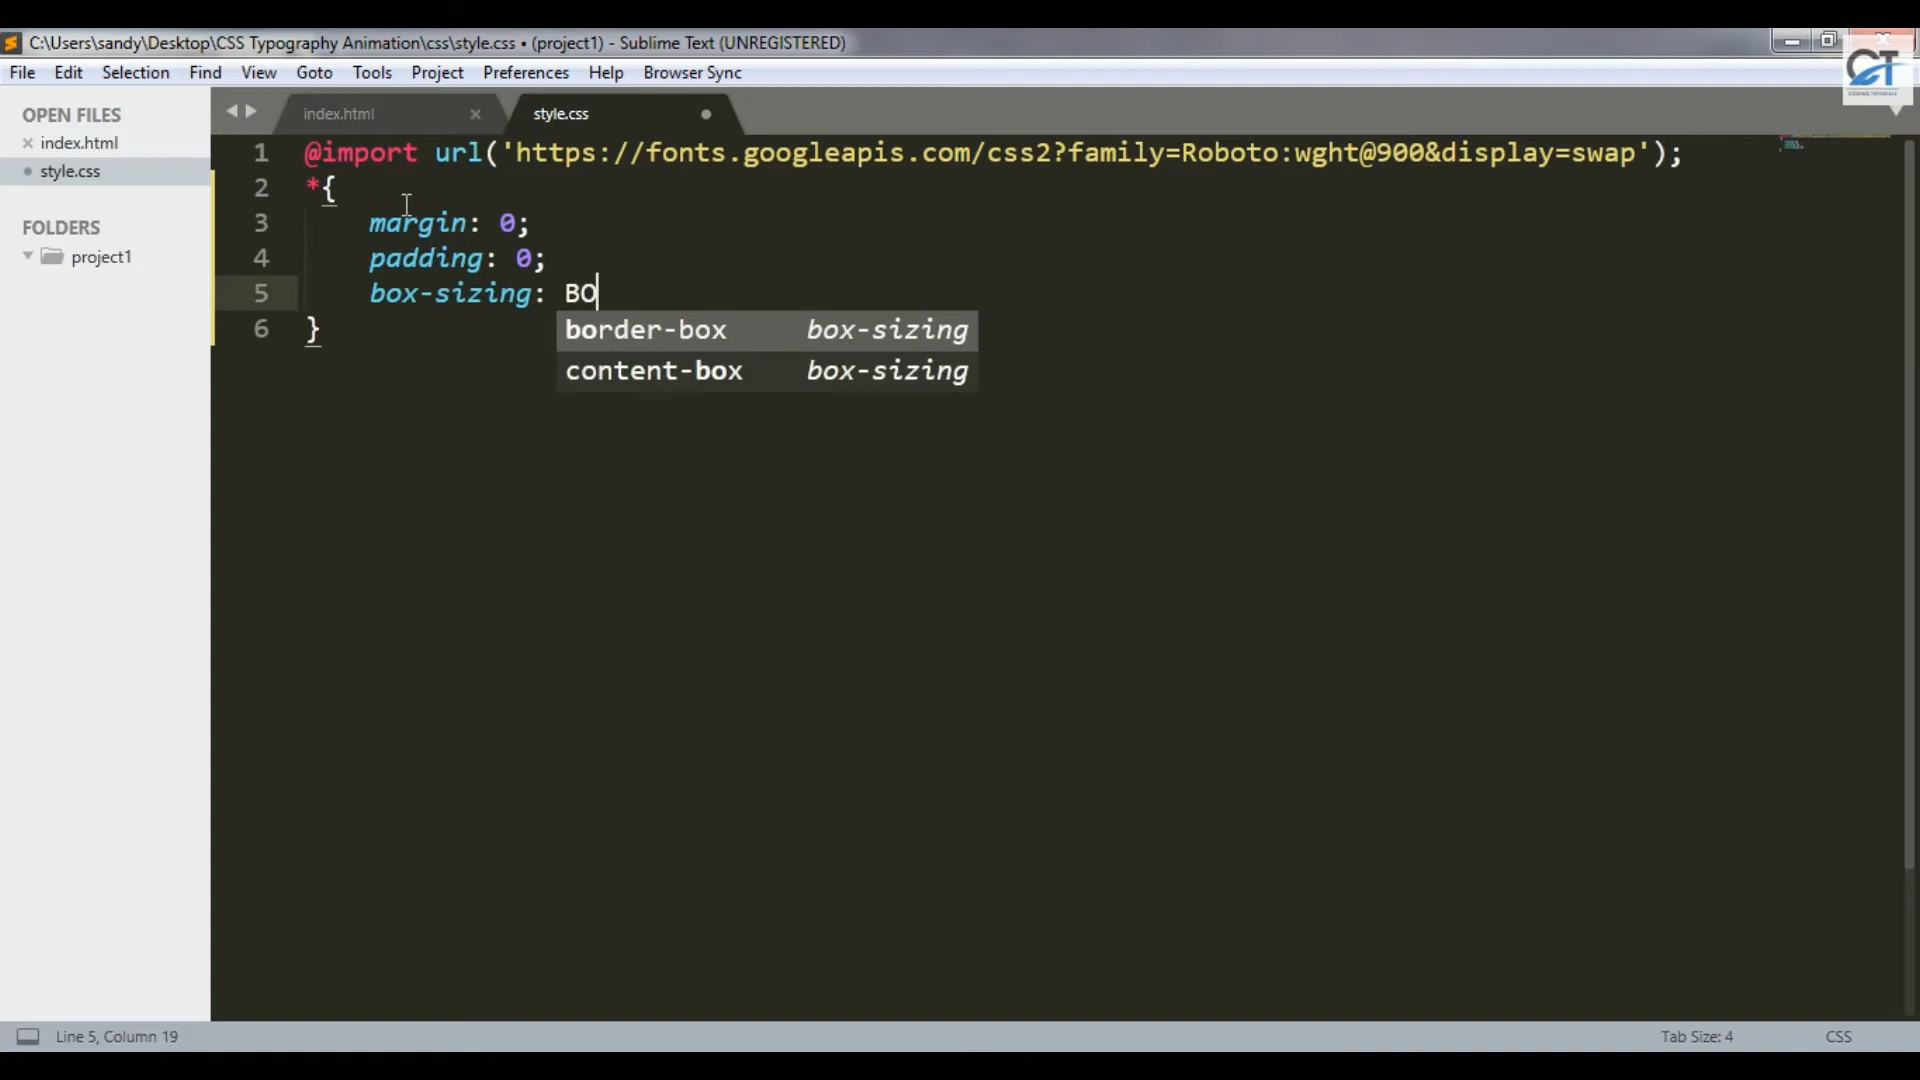 C:\Users\sandy\Desktop\CSS Typography Animation\css\style.css • (project1) - Sublime Text (UNREGISTERED)
File Edit Selection Find View Goto Tools Project Preferences Help Browser Sync
CT
OPEN FILES
index.html
style.css
FOLDERS
project1
index.html × style.css
1 @import url('https://fonts.googleapis.com/css2?family=Roboto:wght@900&display=swap');
2 *{
3 margin: 0;
4 padding: 0;
5 box-sizing: BO
6 }
border-box box-sizing
content-box box-sizing
Line 5, Column 19
Tab Size: 4
CSS